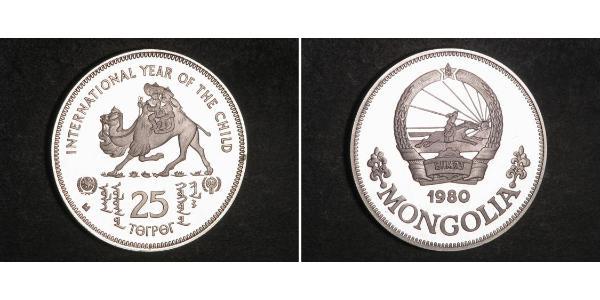 INTERNATIONAL YEAR OF THE CHILD
25
ТӨГРӨГ
1980
MONGOLIA